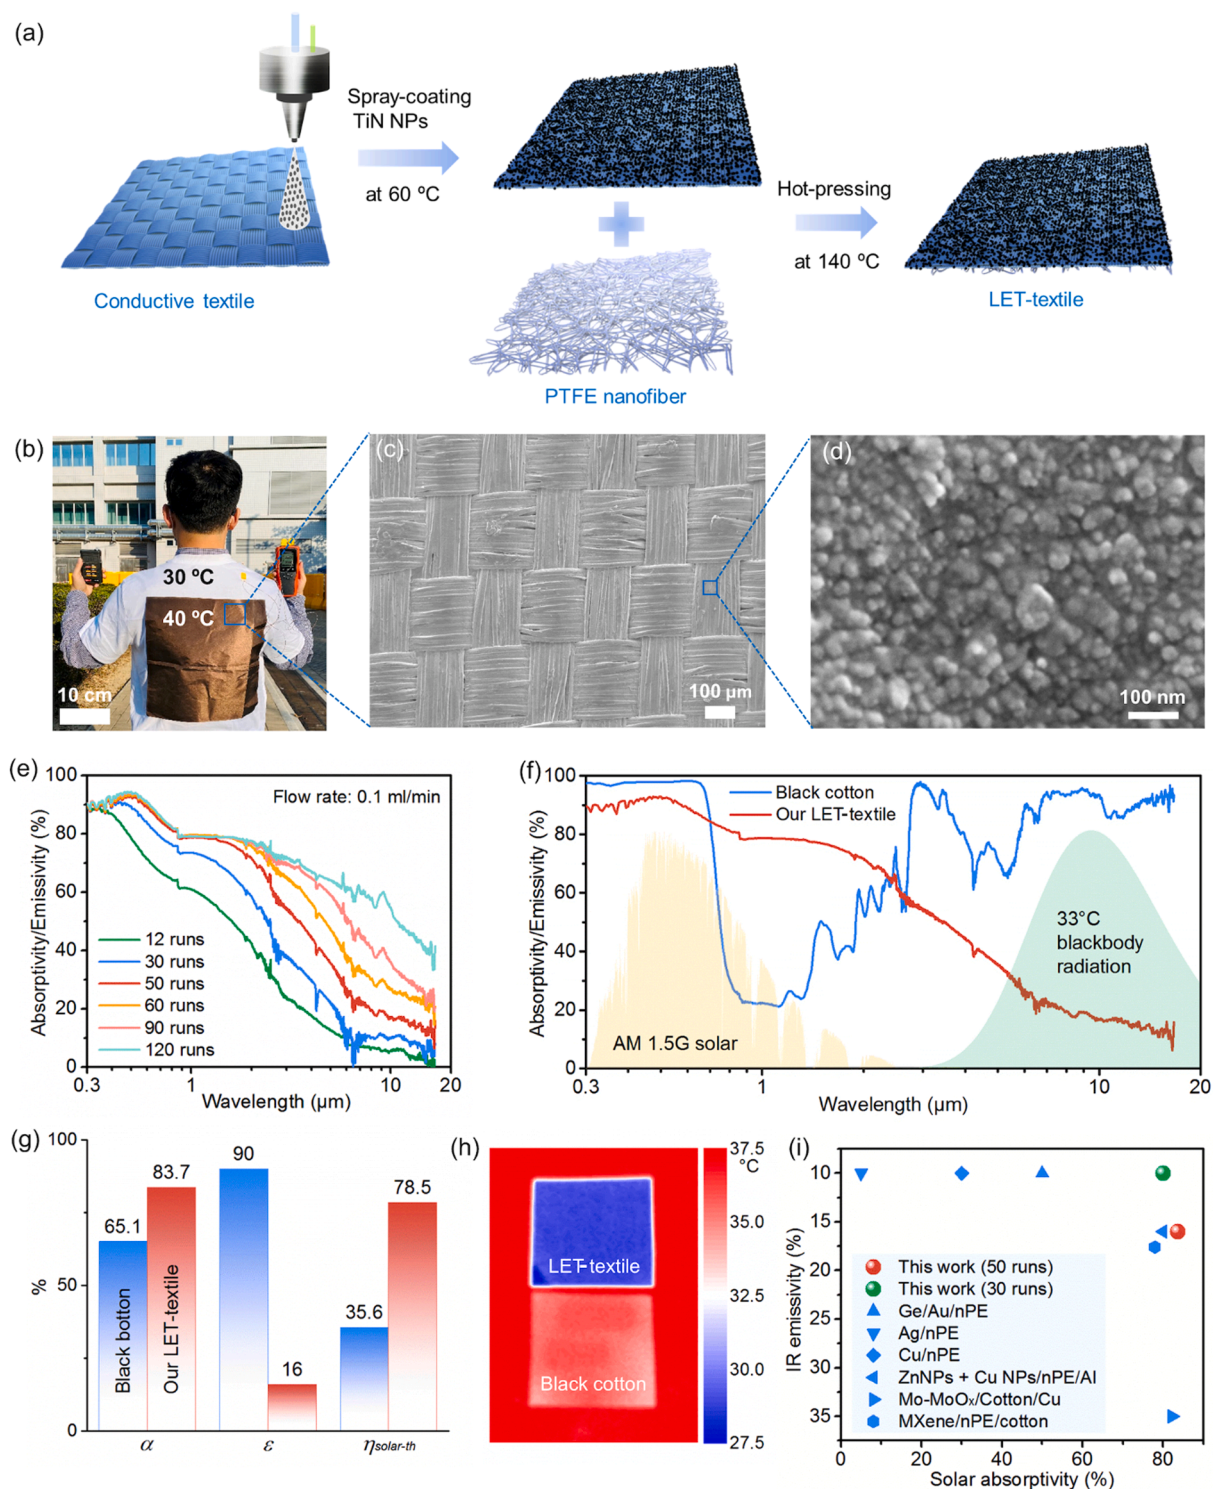 (a)
Spray-coating
TiN NPs
at 60 ºC
Conductive textile
PTFE nanofiber
Hot-pressing
at 140 ºC
LET-textile
(b)
30 ºC
40 ºC
10 cm
(c)
100 µm
(d)
100 nm
(e)
Absorptivity/Emissivity (%)
100
80
60
40
20
0
Flow rate: 0.1 ml/min
12 runs
30 runs
50 runs
60 runs
90 runs
120 runs
0.3
1
10
20
Wavelength (µm)
(f)
Absorptivity/Emissivity (%)
100
80
60
40
20
0
Black cotton
Our LET-textile
33°C
blackbody
radiation
AM 1.5G solar
0.3
1
10
20
Wavelength (µm)
(g)
%
100
50
0
65.1
83.7
90
16
35.6
78.5
Black botton
Our LET-textile
α
ε
ηsolar-th
(h)
LET-textile
Black cotton
37.5
°C
35.0
32.5
30.0
27.5
(i)
IR emissivity (%)
10
15
20
25
30
35
This work (50 runs)
This work (30 runs)
Ge/Au/nPE
Ag/nPE
Cu/nPE
ZnNPs + Cu NPs/nPE/Al
Mo-MoOx/Cotton/Cu
MXene/nPE/cotton
0
20
40
60
80
Solar absorptivity (%)